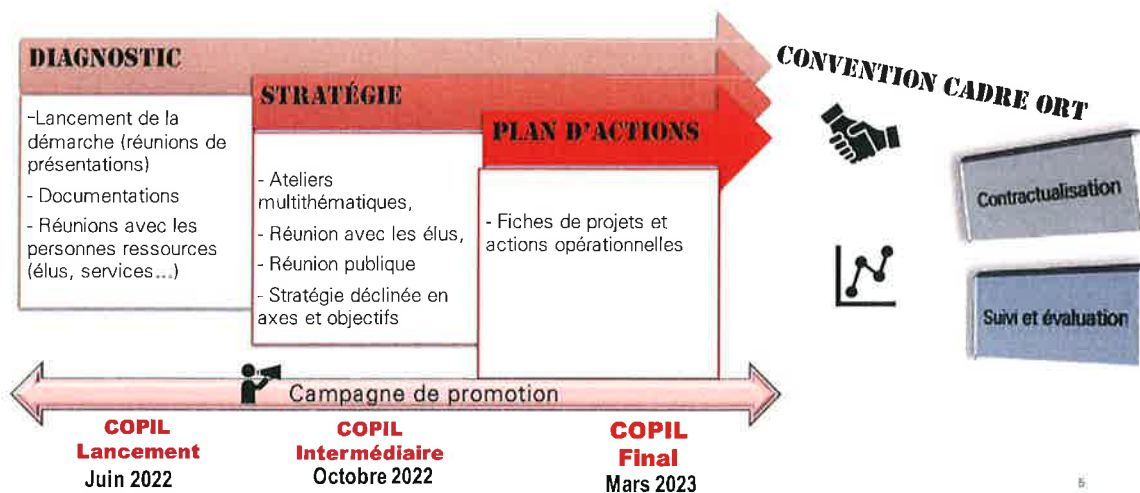 DIAGNOSTIC
-Lancement de la
démarche (réunions de
présentations)
- Documentations
- Réunions avec les
personnes ressources
(élus, services...)
STRATÉGIE
- Ateliers
multithématiques,
- Réunion avec les élus,
- Réunion publique
- Stratégie déclinée en
axes et objectifs
PLAN D'ACTIONS
- Fiches de projets et
actions opérationnelles
CONVENTION CADRE ORT
Contractualisation
Suivi et évaluation
Campagne de promotion
COPIL
Lancement
Juin 2022
COPIL
Intermédiaire
Octobre 2022
COPIL
Final
Mars 2023
5